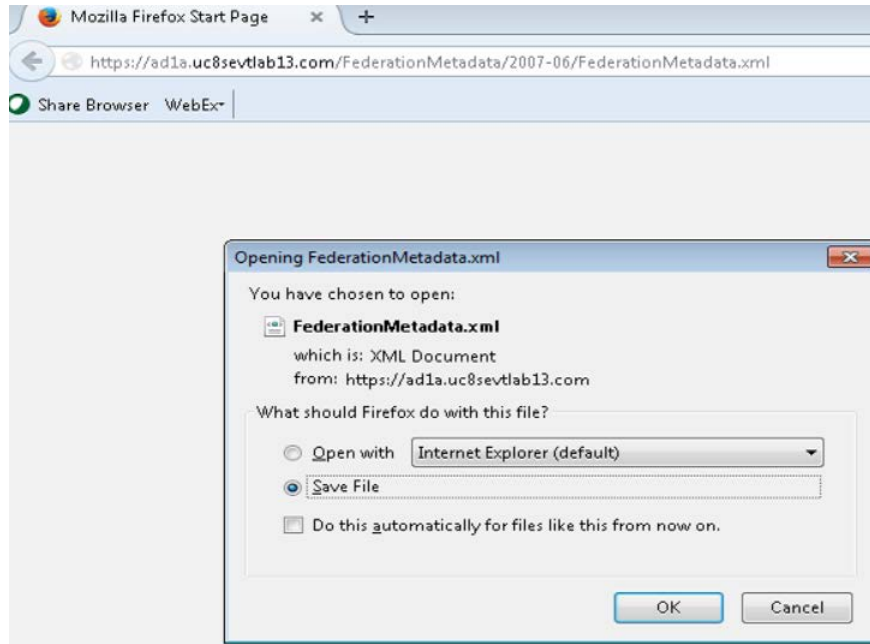 Mozilla Firefox Start Page
https://ad1a.uc8sevtlab13.com/FederationMetadata/2007-06/FederationMetadata.xml
Share Browser WebEx
Opening FederationMetadata.xml
You have chosen to open:
FederationMetadata.xml
which is: XML Document
from: https://ad1a.uc8sevtlab13.com
What should Firefox do with this file?
Open with Internet Explorer (default)
Save File
Do this automatically for files like this from now on.
OK Cancel